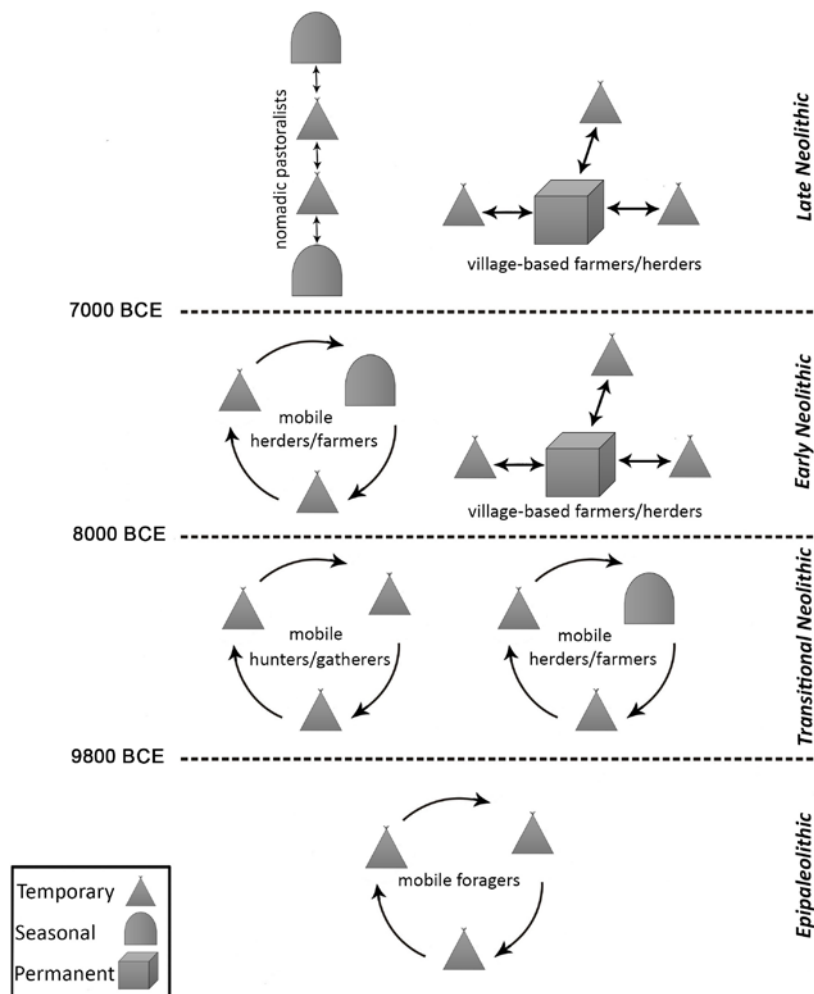 nomadic pastoralists
village-based farmers/herders
Late Neolithic
7000 BCE
mobile
herders/farmers
village-based farmers/herders
Early Neolithic
8000 BCE
mobile
hunters/gatherers
mobile
herders/farmers
Transitional Neolithic
9800 BCE
mobile foragers
Epipaleolithic
Temporary
Seasonal
Permanent